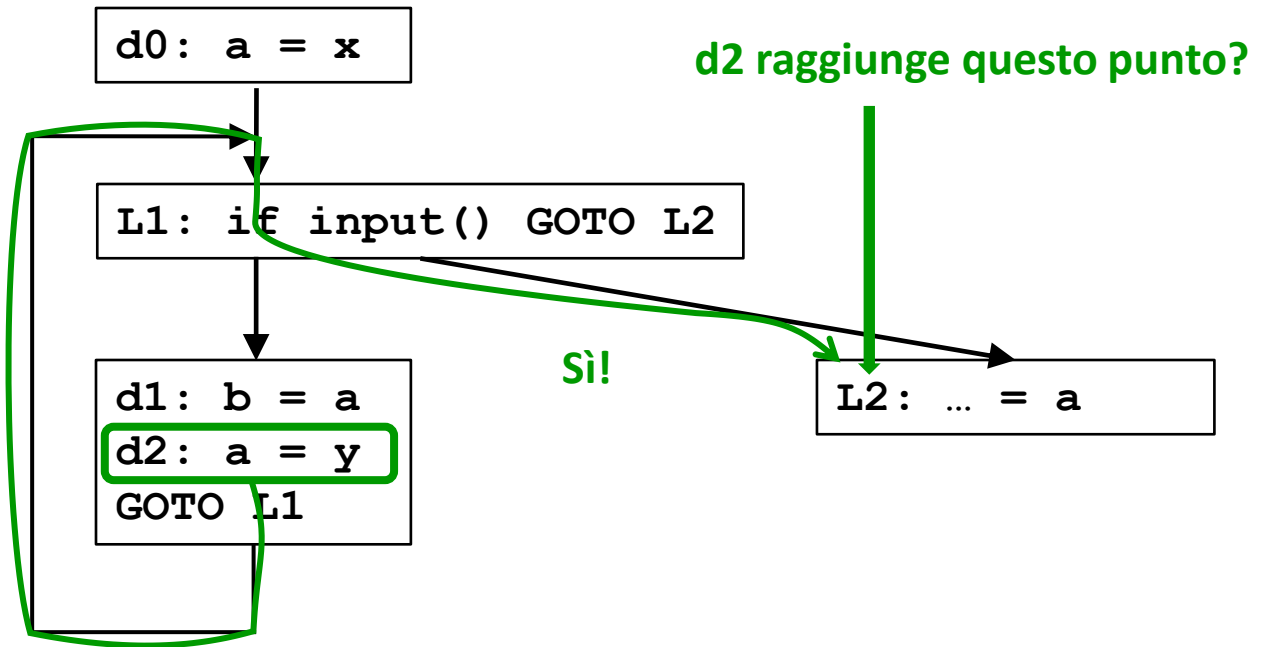 d0: a = x
d2 raggiunge questo punto?
L1: if input() GOTO L2
Sì!
d1: b = a
d2: a = y
GOTO L1
L2: … = a